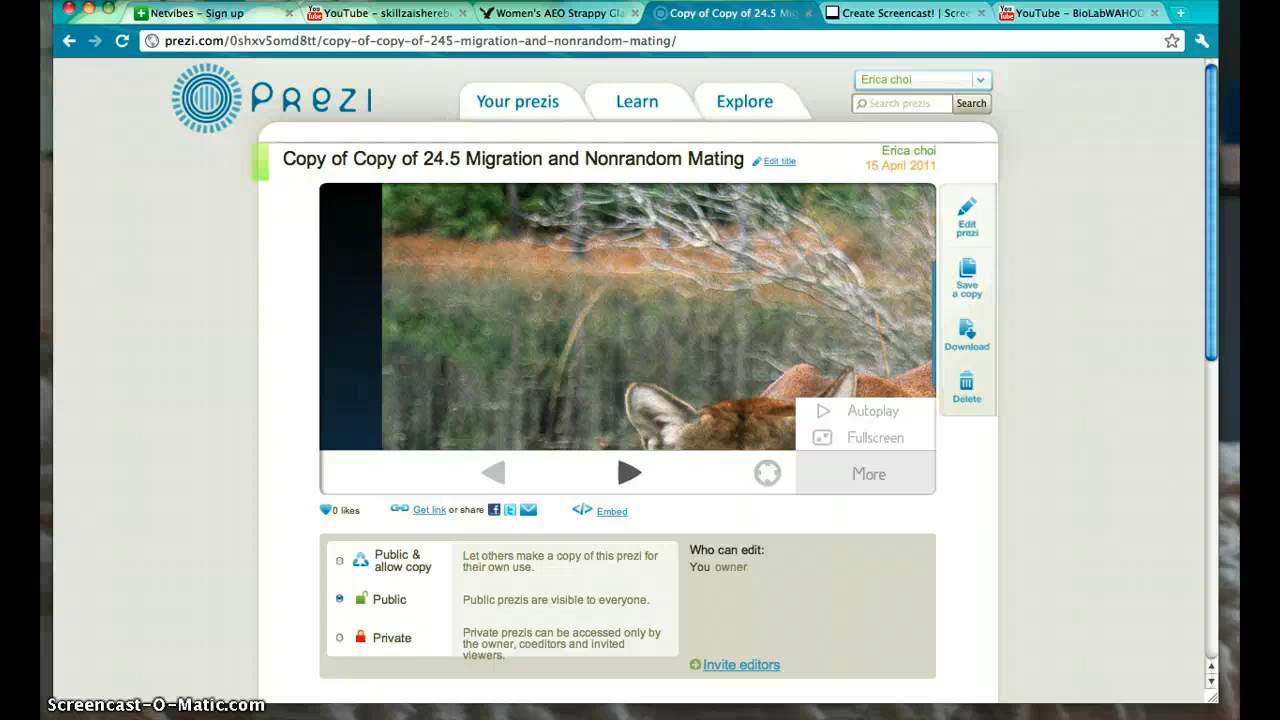 Netvibes – Sign up
YouTube – skillzaishereb
Women's AEO Strappy Gla
Copy of Copy of 24.5 Mig
Create Screencast! | Scree
YouTube – BioLabWAHOO
prezi.com/0shxv5omd8tt/copy-of-copy-of-245-migration-and-nonrandom-mating/
PREZI
Your prezis
Learn
Explore
Erica choi
Search prezis
Search
Copy of Copy of 24.5 Migration and Nonrandom Mating
Edit title
Erica choi
15 April 2011
Edit
prezi
Save
a copy
Download
Delete
Autoplay
Fullscreen
More
0 likes
Get link or share
Embed
Public &
allow copy
Let others make a copy of this prezi for
their own use.
Public
Public prezis are visible to everyone.
Private
Private prezis can be accessed only by
the owner, coeditors and invited
viewers.
Who can edit:
You owner
Invite editors
Screencast-O-Matic.com